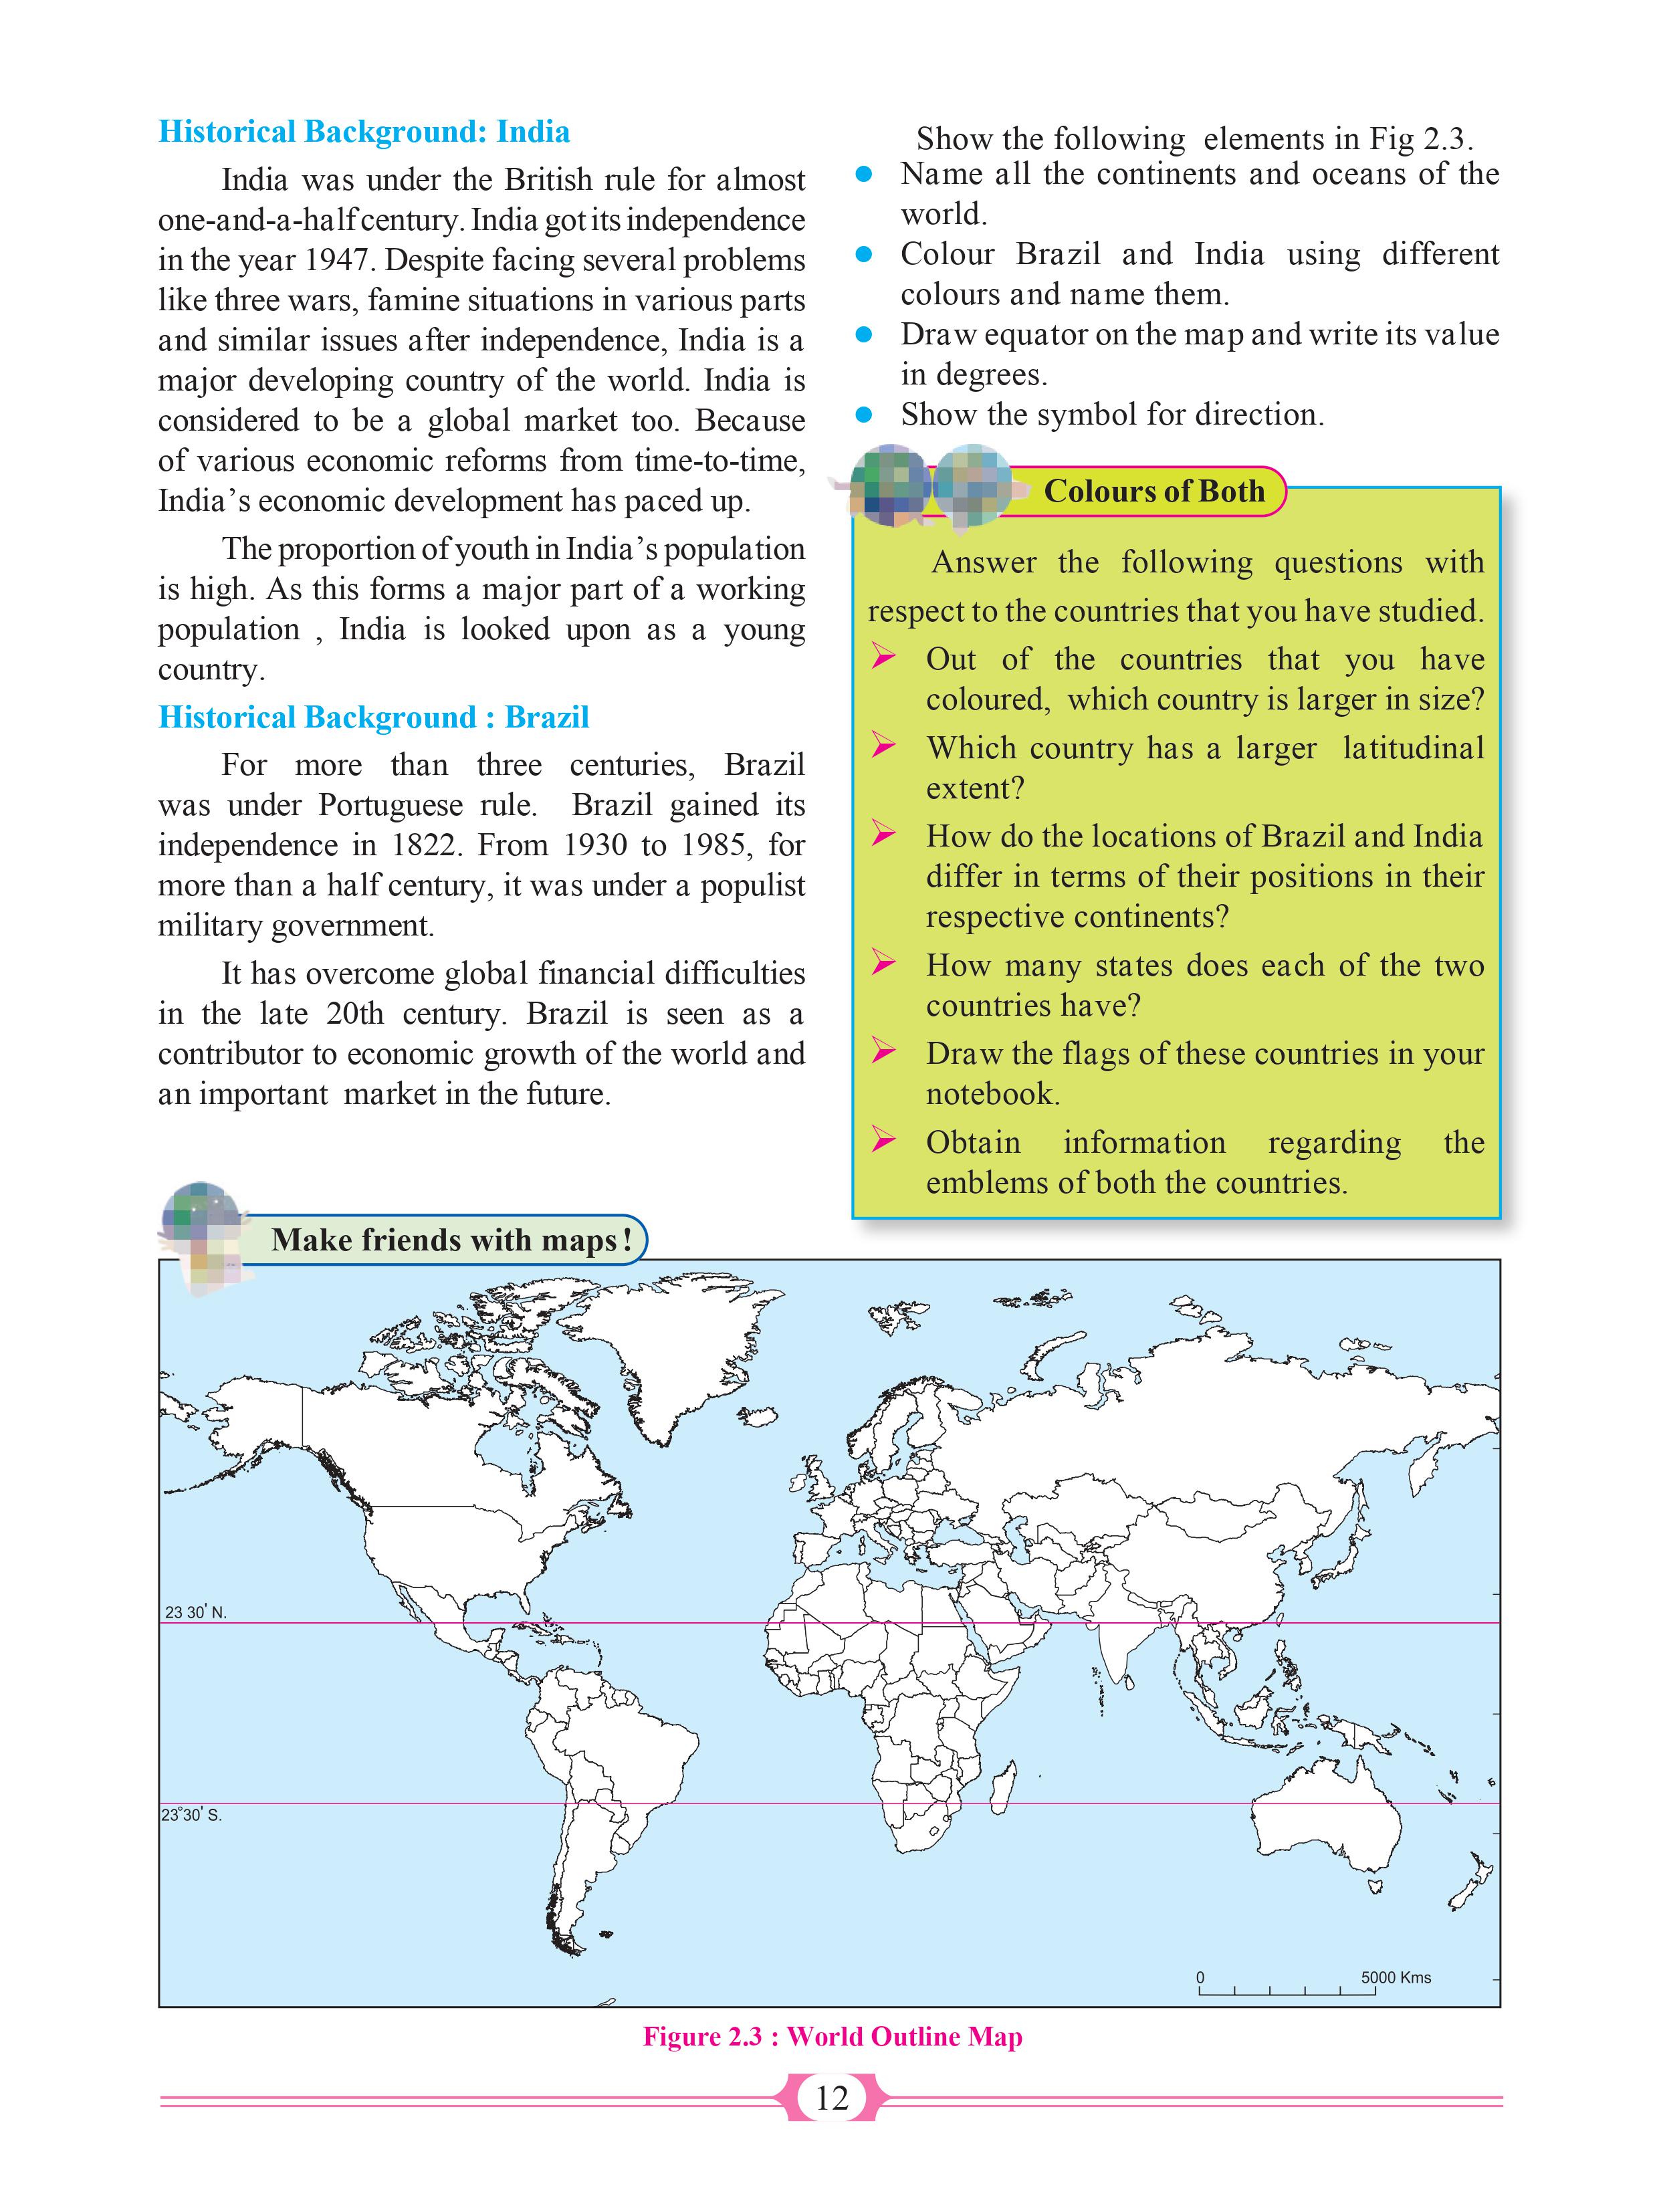 Historical Background: India
India was under the British rule for almost
one-and-a-half century. India got its independence
in the year 1947. Despite facing several problems
like three wars, famine situations in various parts
and similar issues after independence, India is a
major developing country of the world. India is
considered to be a global market too. Because
of various economic reforms from time-to-time,
India's economic development has paced up.
The proportion of youth in India's population
is high. As this forms a major part of a working
population , India is looked upon as a young
country.
Historical Background : Brazil
For more than three centuries, Brazil
was under Portuguese rule. Brazil gained its
independence in 1822. From 1930 to 1985, for
more than a half century, it was under a populist
military government.
It has overcome global financial difficulties
in the late 20th century. Brazil is seen as a
contributor to economic growth of the world and
an important market in the future.
Show the following elements in Fig 2.3.
● Name all the continents and oceans of the
world.
● Colour Brazil and India using different
colours and name them.
● Draw equator on the map and write its value
in degrees.
● Show the symbol for direction.
Colours of Both
Answer the following questions with
respect to the countries that you have studied.
➢ Out of the countries that you have
coloured, which country is larger in size?
➢ Which country has a larger latitudinal
extent?
➢ How do the locations of Brazil and India
differ in terms of their positions in their
respective continents?
➢ How many states does each of the two
countries have?
➢ Draw the flags of these countries in your
notebook.
➢ Obtain information regarding the
emblems of both the countries.
Make friends with maps!
23 30' N.
23°30' S.
0 5000 Kms
Figure 2.3 : World Outline Map
12